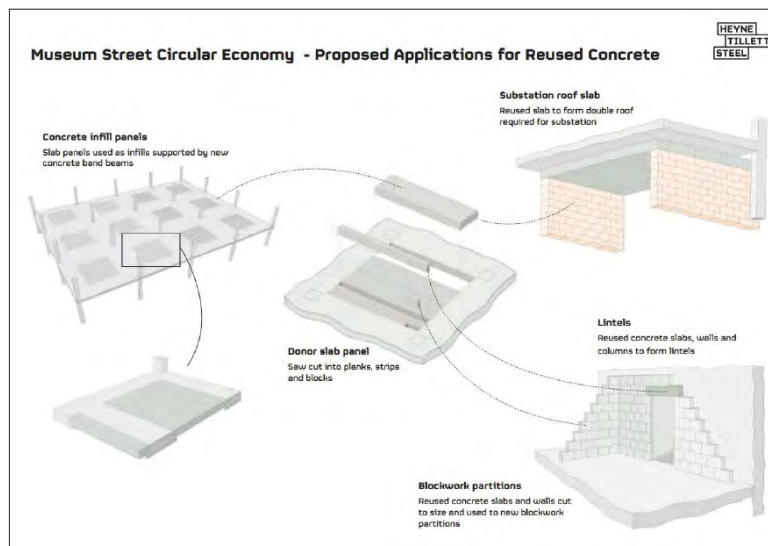 Museum Street Circular Economy - Proposed Applications for Reused Concrete
HEYNE
TILLETT
STEEL
Substation roof slab
Reused slab to form double roof
required for substation
Concrete infill panels
Slab panels used as infills supported by new
concrete band beams
Donor slab panel
Saw cut into planks, strips
and blocks
Lintels
Reused concrete slabs, walls and
columns to form lintels
Blockwork partitions
Reused concrete slabs and walls cut
to size and used to new blockwork
partitions